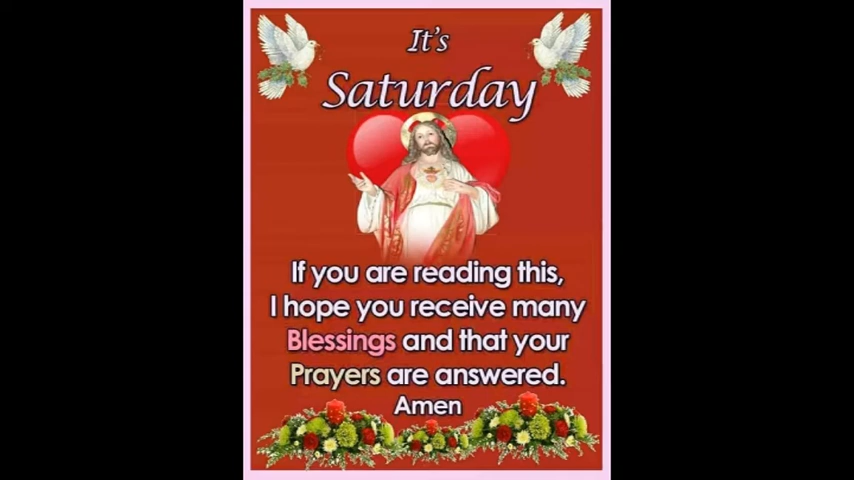 It's
Saturday
If you are reading this,
I hope you receive many
Blessings and that your
Prayers are answered.
Amen